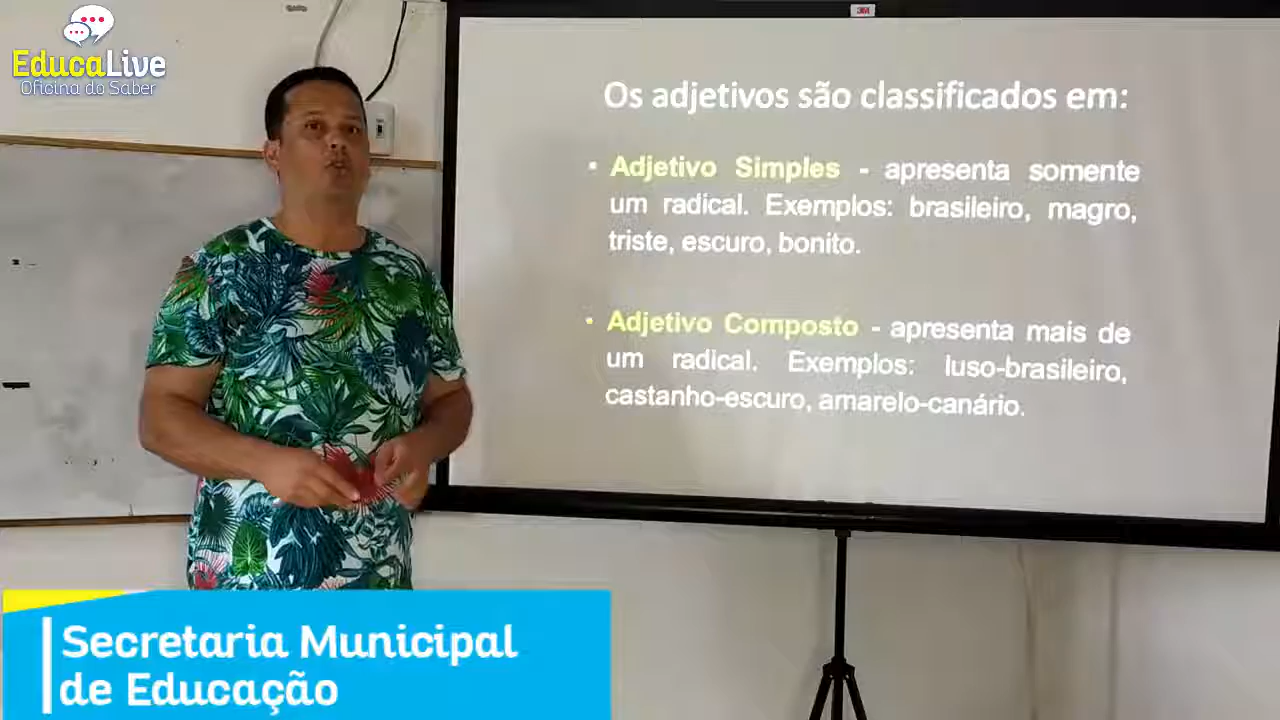 EducaLive
Oficina do Saber
3M
Os adjetivos são classificados em:
• Adjetivo Simples - apresenta somente
um radical. Exemplos: brasileiro, magro,
triste, escuro, bonito.
• Adjetivo Composto - apresenta mais de
um radical. Exemplos: luso-brasileiro,
castanho-escuro, amarelo-canário.
Secretaria Municipal
de Educação